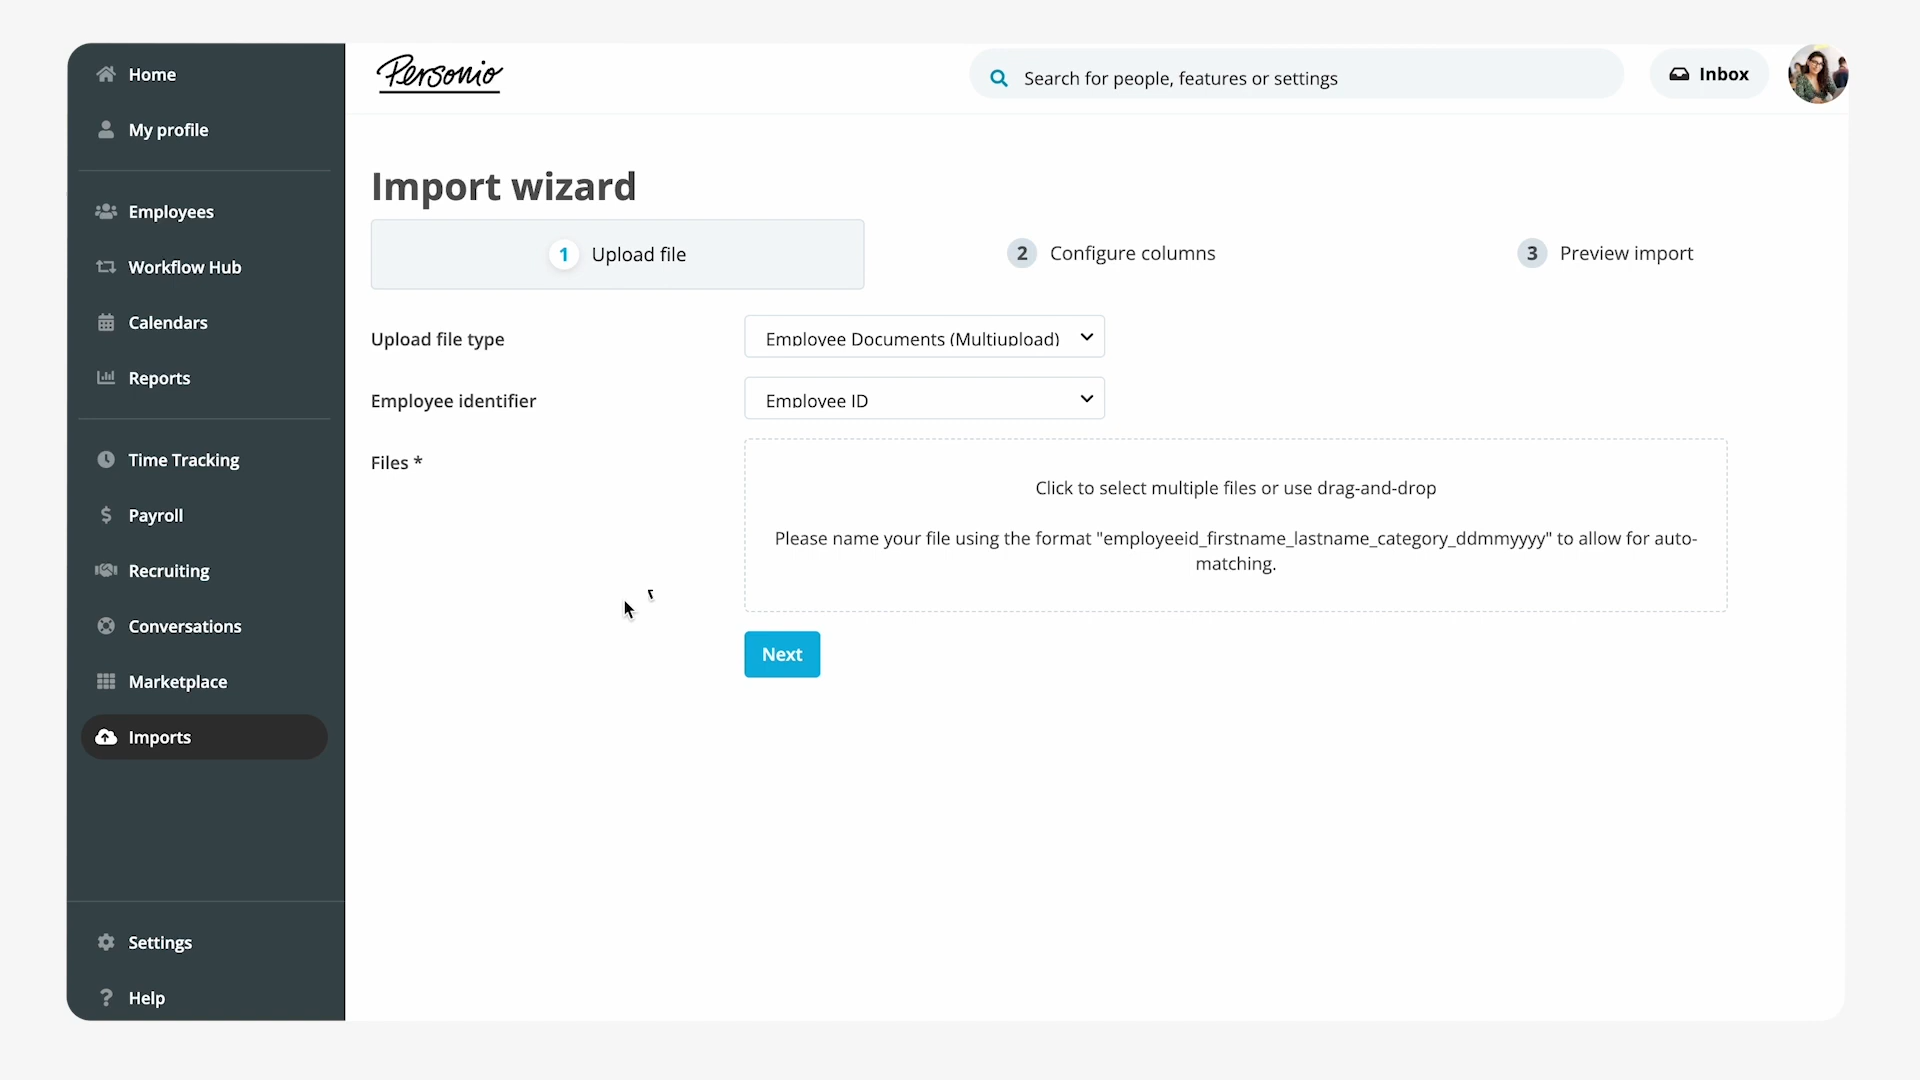 Home
My profile
Employees
Workflow Hub
Calendars
Reports
Time Tracking
Payroll
Recruiting
Conversations
Marketplace
Imports
Settings
Help
Personio
Search for people, features or settings
Inbox
Import wizard
1 Upload file
2 Configure columns
3 Preview import
Upload file type
Employee Documents (Multiupload)
Employee identifier
Employee ID
Files *
Click to select multiple files or use drag-and-drop
Please name your file using the format "employeeid_firstname_lastname_category_ddmmyyyy" to allow for auto-
matching.
Next